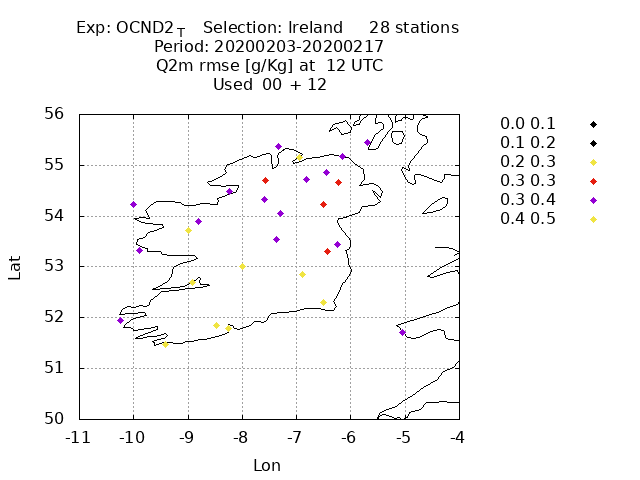 Exp: OCND2T Selection: Ireland 28 stations
Period: 20200203-20200217
Q2m rmse [g/Kg] at 12 UTC
Used 00 + 12
56
55
54
53
52
51
50
Lat
-11 -10 -9 -8 -7 -6 -5 -4
Lon
0.0 0.1
0.1 0.2
0.2 0.3
0.3 0.3
0.3 0.4
0.4 0.5